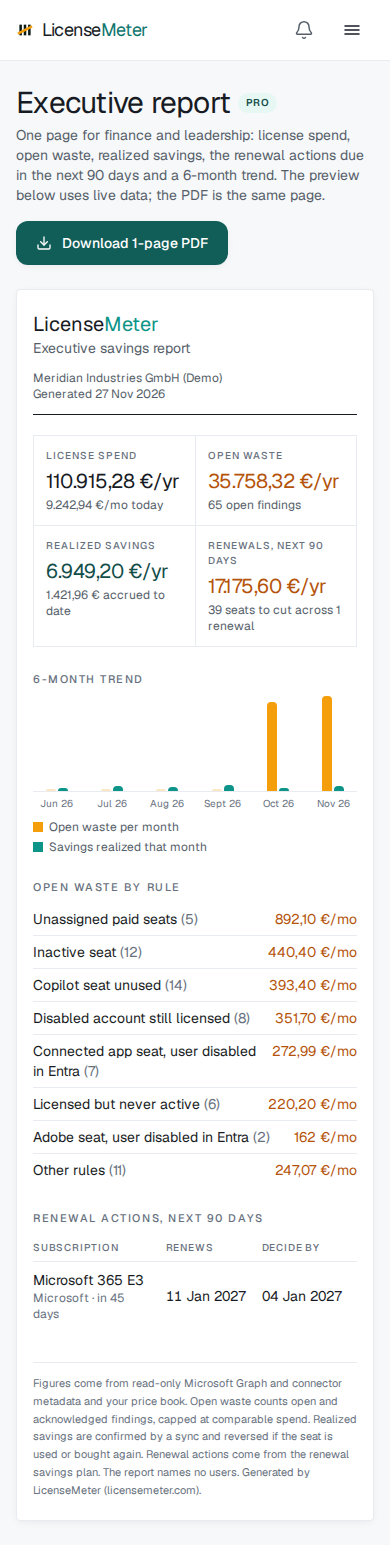 LicenseMeter
Executive report PRO
One page for finance and leadership: license spend,
open waste, realized savings, the renewal actions due
in the next 90 days and a 6-month trend. The preview
below uses live data; the PDF is the same page.
Download 1-page PDF
LicenseMeter
Executive savings report
Meridian Industries GmbH (Demo)
Generated 27 Nov 2026
LICENSE SPEND
110.915,28 €/yr
9.242,94 €/mo today
OPEN WASTE
35.758,32 €/yr
65 open findings
REALIZED SAVINGS
6.949,20 €/yr
1.421,96 € accrued to
date
RENEWALS, NEXT 90
DAYS
17.175,60 €/yr
39 seats to cut across 1
renewal
6-MONTH TREND
Jun 26 Jul 26 Aug 26 Sept 26 Oct 26 Nov 26
Open waste per month
Savings realized that month
OPEN WASTE BY RULE
Unassigned paid seats (5) 892,10 €/mo
Inactive seat (12) 440,40 €/mo
Copilot seat unused (14) 393,40 €/mo
Disabled account still licensed (8) 351,70 €/mo
Connected app seat, user disabled 272,99 €/mo
in Entra (7)
Licensed but never active (6) 220,20 €/mo
Adobe seat, user disabled in Entra (2) 162 €/mo
Other rules (11) 247,07 €/mo
RENEWAL ACTIONS, NEXT 90 DAYS
SUBSCRIPTION RENEWS DECIDE BY
Microsoft 365 E3
Microsoft · in 45
days
11 Jan 2027 04 Jan 2027
Figures come from read-only Microsoft Graph and connector
metadata and your price book. Open waste counts open and
acknowledged findings, capped at comparable spend. Realized
savings are confirmed by a sync and reversed if the seat is
used or bought again. Renewal actions come from the renewal
savings plan. The report names no users. Generated by
LicenseMeter (licensemeter.com).